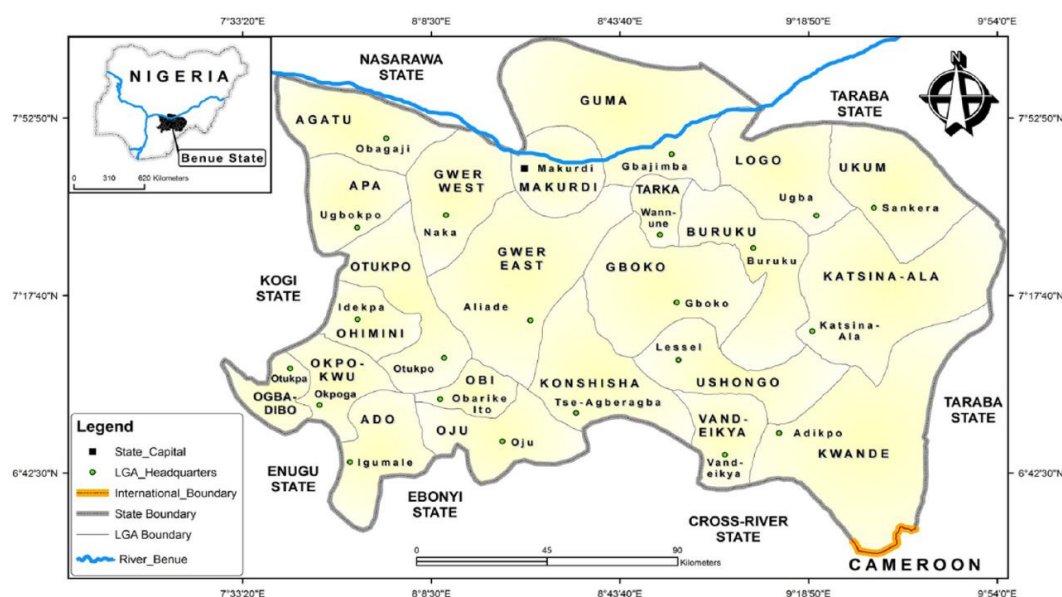 7°33'20"E
8°8'30"E
8°43'40"E
9°18'50"E
9°54'0"E
NIGERIA
Benue State
0 310 620 Kilometers
NASARAWA
STATE
TARABA
STATE
N
7°52'50"N
7°52'50"N
GUMA
AGATU
Obagaji
GWER
WEST
Naka
Makurdi
MAKURDI
Gbajimba
LOGO
Ugba
UKUM
Sankera
APA
Ugbokpo
TARKA
Wann-
une
BURUKU
Buruku
KOGI
STATE
OTUKPO
Otukpo
GWER
EAST
Aliade
GBOKO
Gboko
KATSINA-ALA
Katsina-
Ala
7°17'40"N
7°17'40"N
Idekpa
OHIMINI
Lessel
USHONGO
Otukpa
OGBA-
DIBO
OKPO-
KWU
Okpoga
OBI
Obarike
Ito
KONSHISHA
Tse-Agberagba
TARABA
STATE
ADO
Igumale
OJU
Oju
VAND-
EIKYA
Vand-
eikya
Adikpo
KWANDE
6°42'30"N
6°42'30"N
ENUGU
STATE
EBONYI
STATE
CROSS-RIVER
STATE
CAMEROON
Legend
State_Capital
LGA_Headquarters
International_Boundary
State Boundary
LGA Boundary
River_Benue
0 45 90
Kilometers
7°33'20"E
8°8'30"E
8°43'40"E
9°18'50"E
9°54'0"E